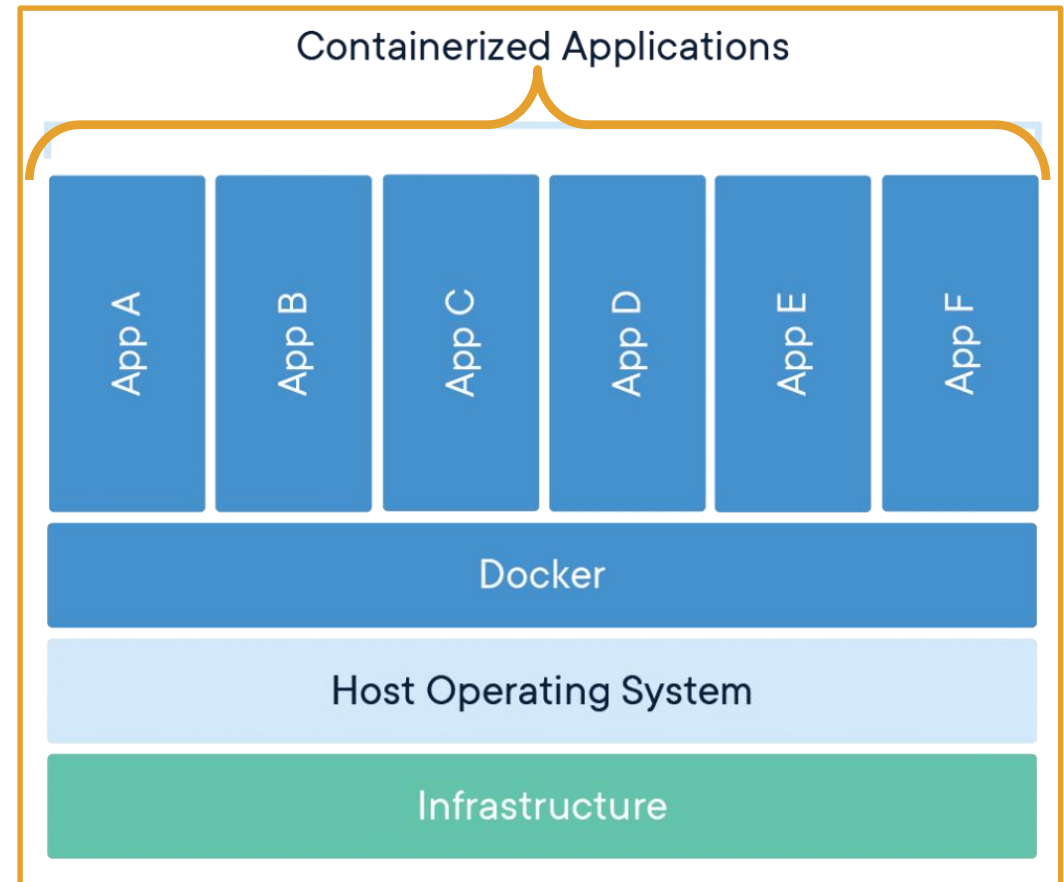 Containerized Applications
App A
App B
App C
App D
App E
App F
Docker
Host Operating System
Infrastructure